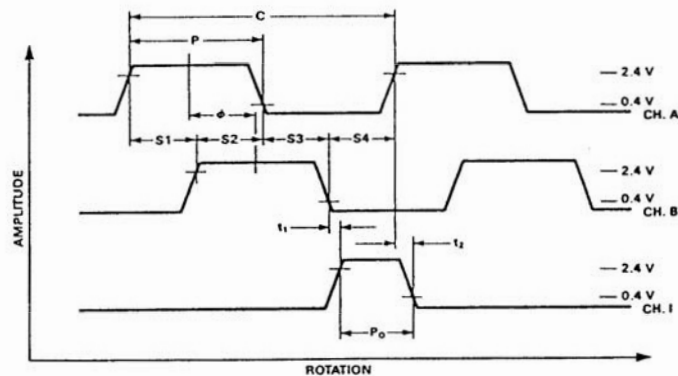 C
P
2.4 V
ϕ
0.4 V
CH. A
S1 S2 S3 S4
2.4 V
0.4 V
CH. B
t₁ t₂
2.4 V
0.4 V
CH. I
P₀
AMPLITUDE
ROTATION